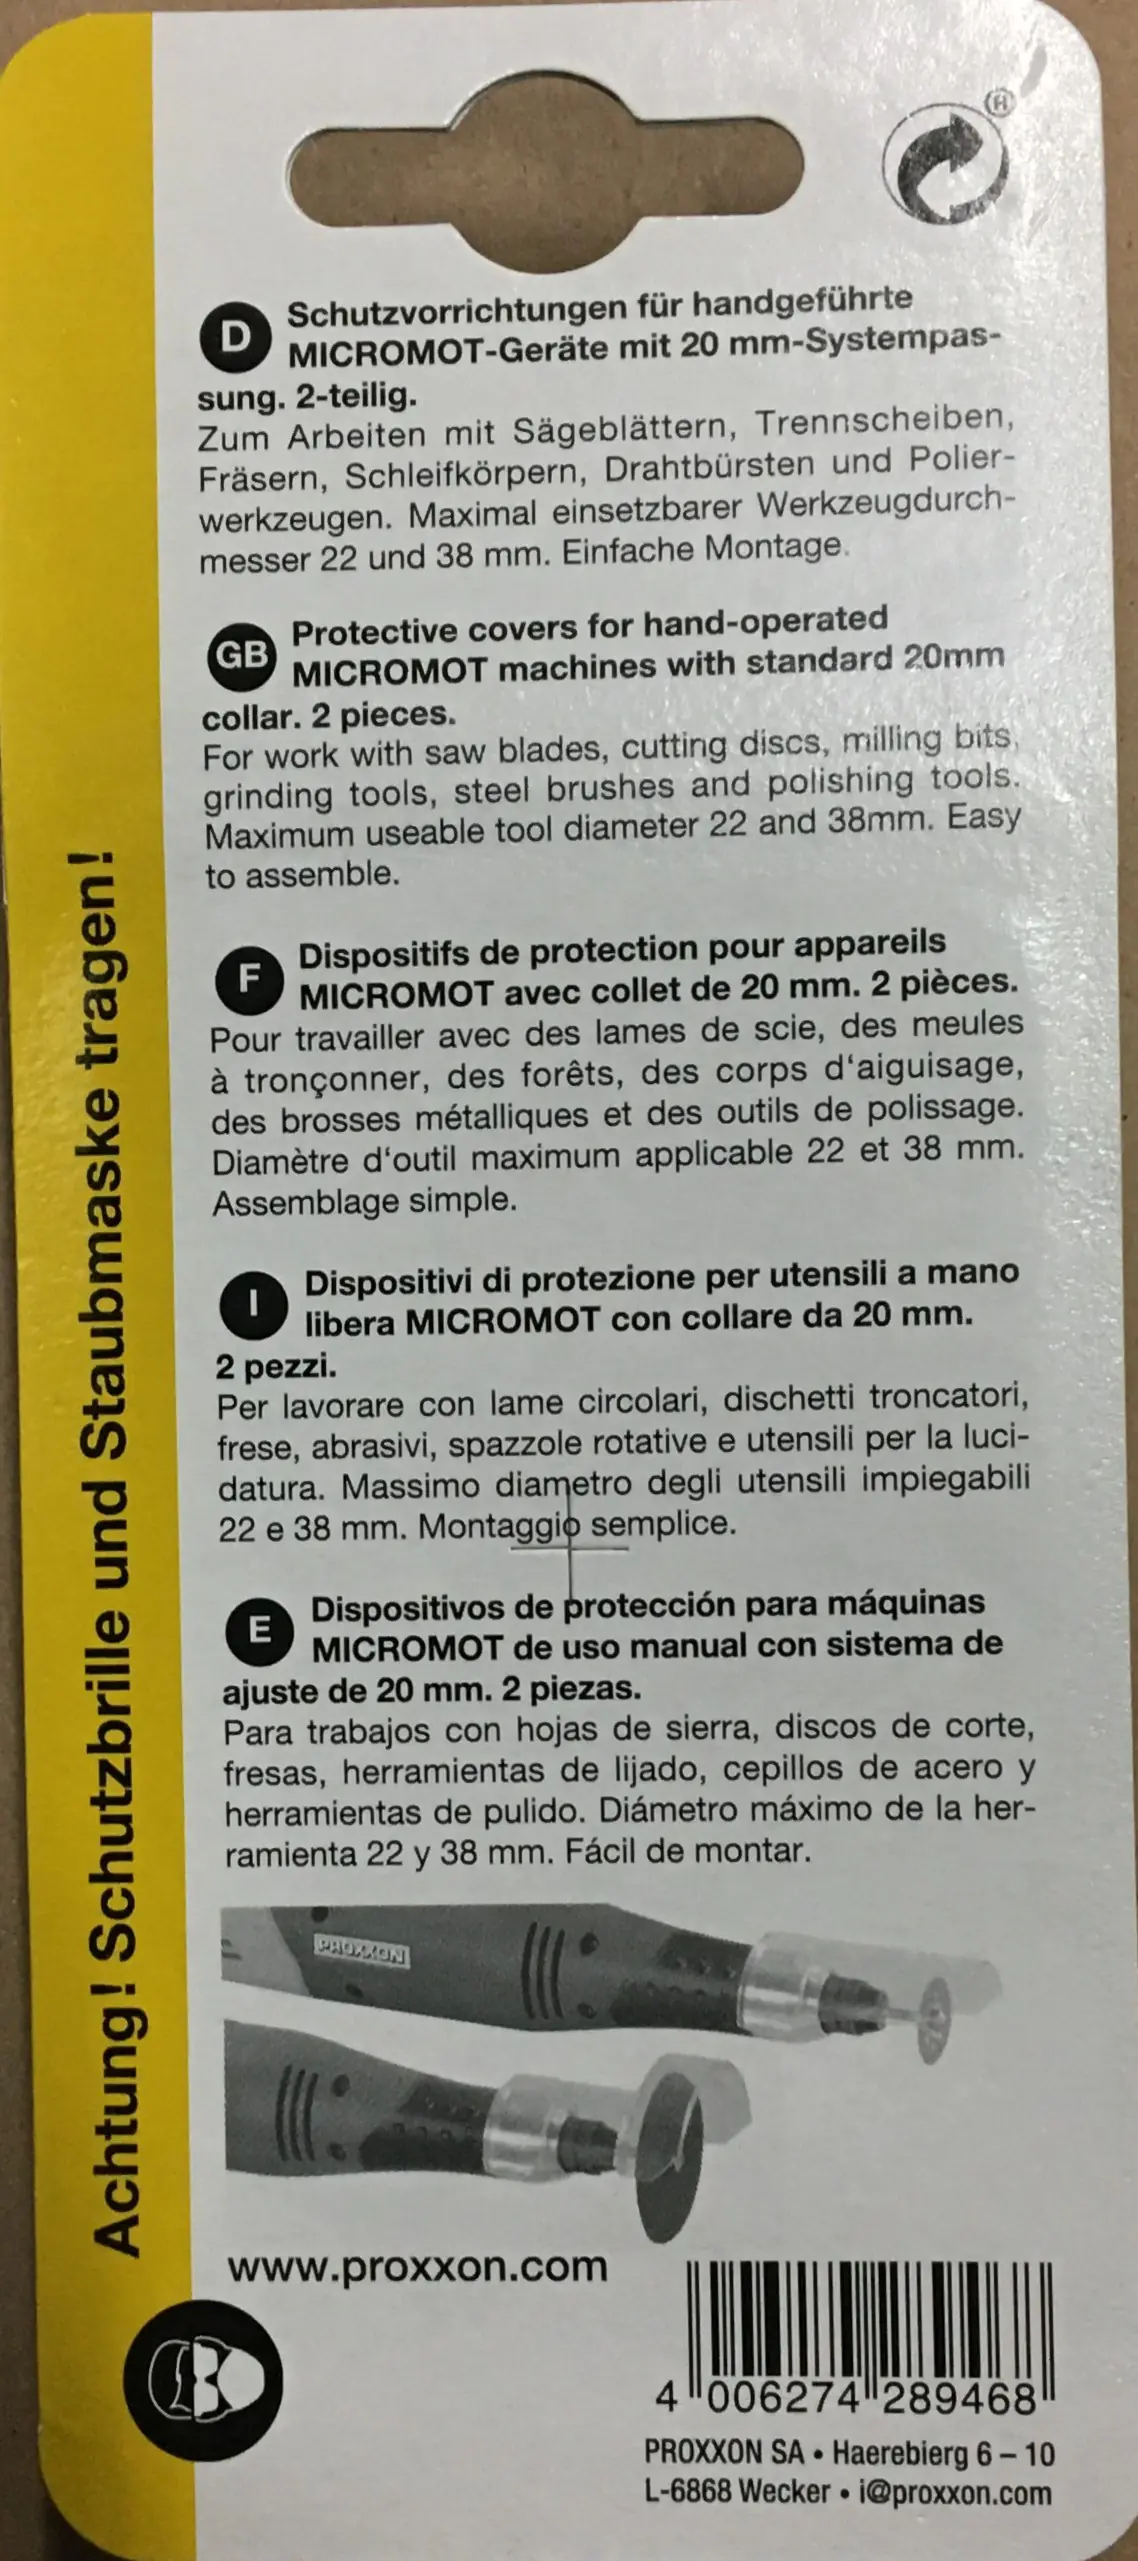 Ⓗ
D Schutzvorrichtungen für handgeführte
MICROMOT-Geräte mit 20 mm-Systempas-
sung. 2-teilig.
Zum Arbeiten mit Sägeblättern, Trennscheiben,
Fräsern, Schleifkörpern, Drahtbürsten und Polier-
werkzeugen. Maximal einsetzbarer Werkzeugdurch-
messer 22 und 38 mm. Einfache Montage.
GB Protective covers for hand-operated
MICROMOT machines with standard 20mm
collar. 2 pieces.
For work with saw blades, cutting discs, milling bits,
grinding tools, steel brushes and polishing tools.
Maximum useable tool diameter 22 and 38mm. Easy
to assemble.
F Dispositifs de protection pour appareils
MICROMOT avec collet de 20 mm. 2 pièces.
Pour travailler avec des lames de scie, des meules
à tronçonner, des forêts, des corps d‘aiguisage,
des brosses métalliques et des outils de polissage.
Diamètre d‘outil maximum applicable 22 et 38 mm.
Assemblage simple.
I Dispositivi di protezione per utensili a mano
libera MICROMOT con collare da 20 mm.
2 pezzi.
Per lavorare con lame circolari, dischetti troncatori,
frese, abrasivi, spazzole rotative e utensili per la luci-
datura. Massimo diametro degli utensili impiegabili
22 e 38 mm. Montaggio semplice.
E Dispositivos de protección para máquinas
MICROMOT de uso manual con sistema de
ajuste de 20 mm. 2 piezas.
Para trabajos con hojas de sierra, discos de corte,
fresas, herramientas de lijado, cepillos de acero y
herramientas de pulido. Diámetro máximo de la her-
ramienta 22 y 38 mm. Fácil de montar.
PROXXON
www.proxxon.com
4 006274 289468
PROXXON SA • Haerebierg 6 – 10
L-6868 Wecker • i@proxxon.com
Achtung! Schutzbrille und Staubmaske tragen!